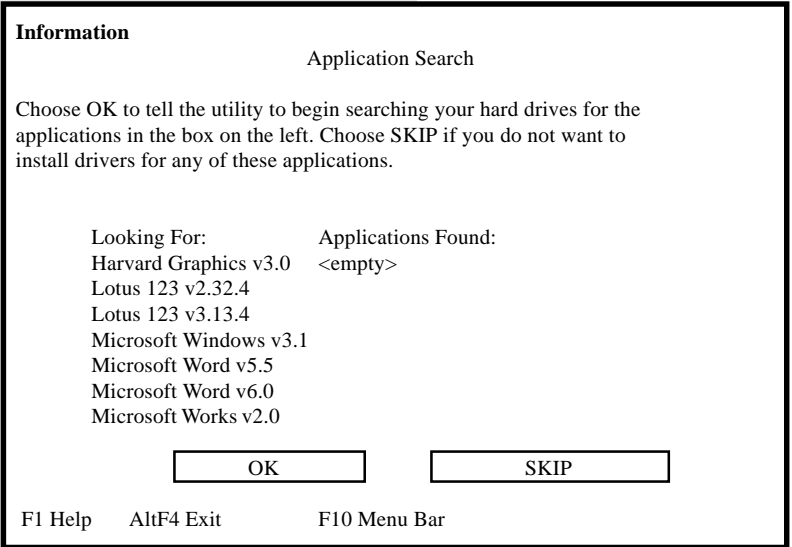 Information
Application Search
Choose OK to tell the utility to begin searching your hard drives for the
applications in the box on the left. Choose SKIP if you do not want to
install drivers for any of these applications.
Looking For: Applications Found:
Harvard Graphics v3.0 <empty>
Lotus 123 v2.32.4
Lotus 123 v3.13.4
Microsoft Windows v3.1
Microsoft Word v5.5
Microsoft Word v6.0
Microsoft Works v2.0
OK SKIP
F1 Help AltF4 Exit F10 Menu Bar